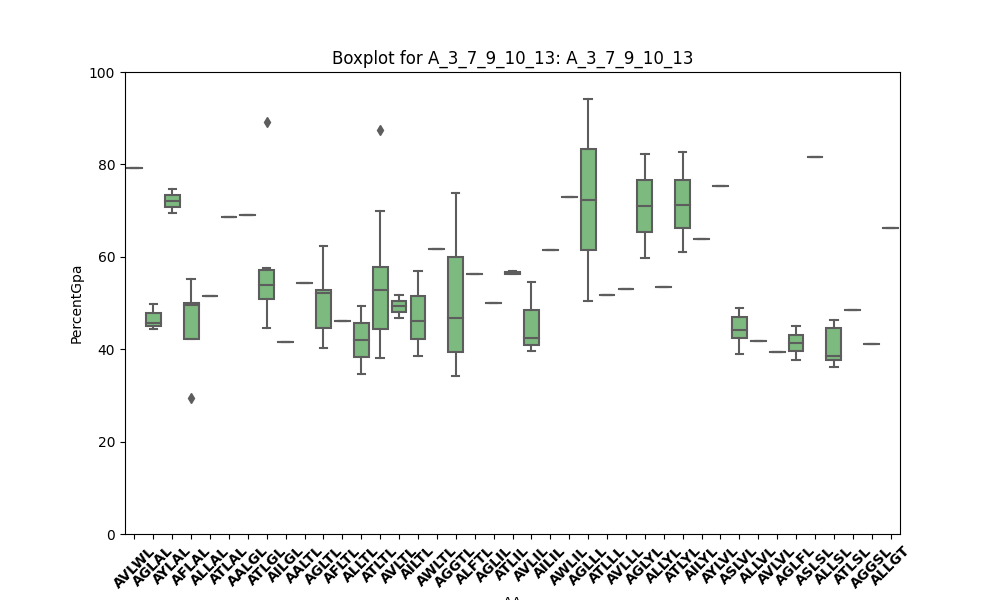 Boxplot for A_3_7_9_10_13: A_3_7_9_10_13
PercentGpa
100
80
60
40
20
0
AVLWL
AGLAL
AYLAL
AFLAL
ALLAL
ATLAL
AALGL
ATLGL
AILGL
AALTL
AGLTL
AFLTL
ALLTL
ATLTL
AVLTL
AILTL
AWLTL
AGGTL
ALFTL
AGLIL
ATLIL
AVLIL
AILIL
AWLIL
AGLLL
ATLLL
AVLLL
AGLYL
ALLYL
ATLYL
AILYL
AYLVL
ASLVL
ALLVL
AVLVL
AGLFL
ASLSL
ALLSL
ATLSL
AGGSL
ALLGT